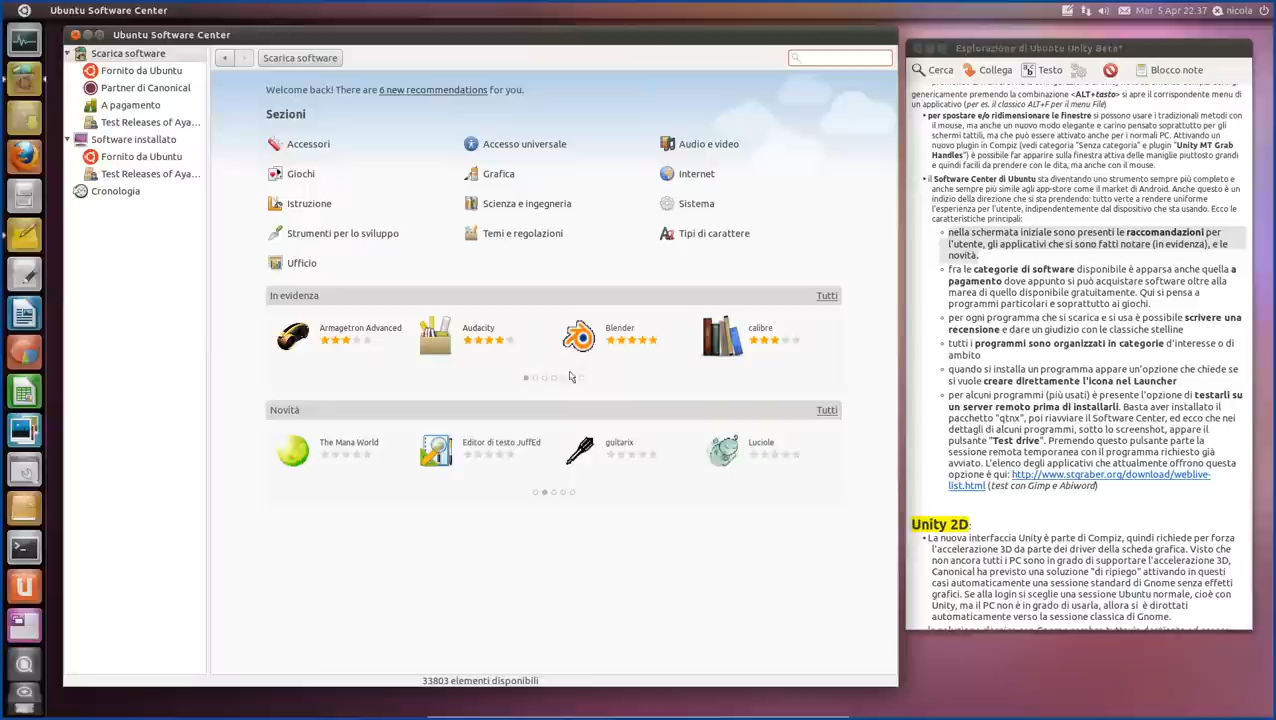 Ubuntu Software Center
Mar 5 Apr 22.37
nicola
Ubuntu Software Center
Scarica software
Fornito da Ubuntu
Partner di Canonical
A pagamento
Test Releases of Aya...
Software installato
Fornito da Ubuntu
Test Releases of Aya...
Cronologia
Scarica software
Welcome back! There are 6 new recommendations for you.
Sezioni
Accessori
Accesso universale
Audio e video
Giochi
Grafica
Internet
Istruzione
Scienza e ingegneria
Sistema
Strumenti per lo sviluppo
Temi e regolazioni
Tipi di carattere
Ufficio
In evidenza
Tutti
Armagetron Advanced
Audacity
Blender
calibre
Novità
Tutti
The Mana World
Editor di testo JuffEd
guitarix
Luciole
33803 elementi disponibili
Esplorazione di Ubuntu Unity Beta*
Cerca
Collega
Testo
Blocco note
genericamente premendo la combinazione <ALT+tasto> si apre il corrispondente menu di
un applicativo (per es. il classico ALT+F per il menu File)
• per spostare e/o ridimensionare le finestre si possono usare i tradizionali metodi con
il mouse, ma anche un nuovo modo elegante e carino pensato soprattutto per gli
schermi tattili, ma che può essere attivato anche per i normali PC. Attivando un
nuovo plugin in Compiz (vedi categoria "Senza categoria" e plugin "Unity MT Grab
Handles") è possibile far apparire sulla finestra attiva delle maniglie piuttosto grandi
e quindi facili da prendere con le dita, ma anche con il mouse.
• il Software Center di Ubuntu sta diventando uno strumento sempre più completo e
anche sempre più simile agli app-store come il market di Android. Anche questo è un
indizio della direzione che si sta prendendo: tutto verte a rendere uniforme
l'esperienza per l'utente, indipendentemente dal dispositivo che sta usando. Ecco le
caratteristiche principali:
nella schermata iniziale sono presenti le raccomandazioni per
l'utente, gli applicativi che si sono fatti notare (in evidenza), e le
novità.
fra le categorie di software disponibile è apparsa anche quella a
pagamento dove appunto si può acquistare software oltre alla
marea di quello disponibile gratuitamente. Qui si pensa a
programmi particolari e soprattutto ai giochi.
per ogni programma che si scarica e si usa è possibile scrivere una
recensione e dare un giudizio con le classiche stelline
tutti i programmi sono organizzati in categorie d'interesse o di
ambito
quando si installa un programma appare un'opzione che chiede se
si vuole creare direttamente l'icona nel Launcher
per alcuni programmi (più usati) è presente l'opzione di testarli su
un server remoto prima di installarli. Basta aver installato il
pacchetto "qtnx", poi riavviare il Software Center, ed ecco che nei
dettagli di alcuni programmi, sotto lo screenshot, appare il
pulsante "Test drive". Premendo questo pulsante parte la
sessione remota temporanea con il programma richiesto già
avviato. L'elenco degli applicativi che attualmente offrono questa
opzione è qui: http://www.stgraber.org/download/weblive-
list.html (test con Gimp e Abiword)
Unity 2D:
• La nuova interfaccia Unity è parte di Compiz, quindi richiede per forza
l'accelerazione 3D da parte dei driver della scheda grafica. Visto che
non ancora tutti i PC sono in grado di supportare l'accelerazione 3D,
Canonical ha previsto una soluzione "di ripiego" attivando in questi
casi automaticamente una sessione standard di Gnome senza effetti
grafici. Se alla login si sceglie una sessione Ubuntu normale, cioè con
Unity, ma il PC non è in grado di usarla, allora si è dirottati
automaticamente verso la sessione classica di Gnome.